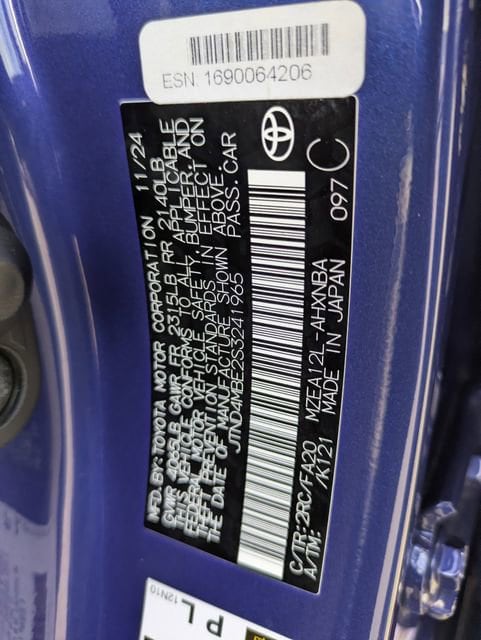 ESN: 1690064206
MFD. BY: TOYOTA MOTOR CORPORATION 11/24
GVWR 4065LB GAWR FR 2315LB RR 2140LB
THIS VEHICLE CONFORMS TO ALL APPLICABLE
FEDERAL MOTOR VEHICLE SAFETY, BUMPER, AND
THEFT PREVENTION STANDARDS IN EFFECT ON
THE DATE OF MANUFACTURE SHOWN ABOVE.
JTND4MBE2S3241965 PASS. CAR
C/TR:2RC/FA20 MZEA12L-AHXNBA
A/TM: /K121 MADE IN JAPAN 097 C
PL
12N10